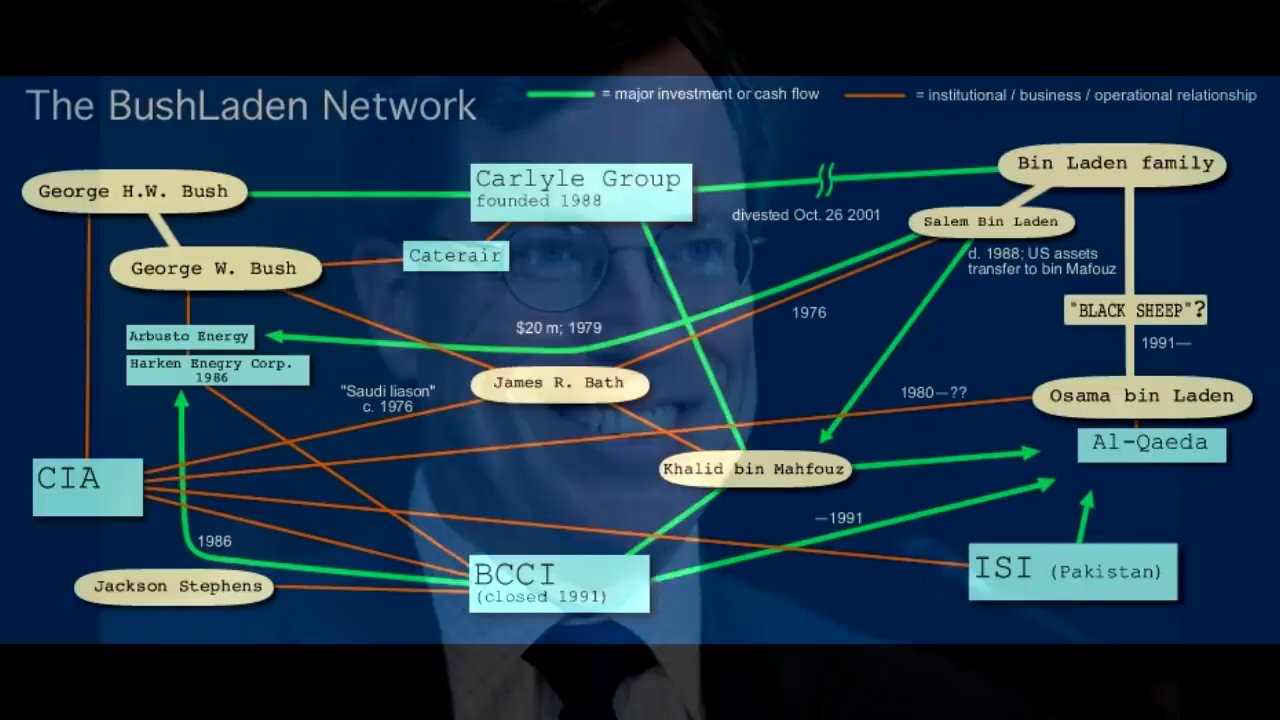 The BushLaden Network
= major investment or cash flow
= institutional / business / operational relationship
George H.W. Bush
Carlyle Group
founded 1988
Bin Laden family
divested Oct. 26 2001
Salem Bin Laden
George W. Bush
Caterair
d. 1988; US assets
transfer to bin Mafouz
Arbusto Energy
$20 m; 1979
1976
"BLACK SHEEP"?
1991—
Harken Enegry Corp.
1986
"Saudi liason"
c. 1976
James R. Bath
1980—??
Osama bin Laden
Al-Qaeda
CIA
Khalid bin Mahfouz
—1991
1986
Jackson Stephens
BCCI
(closed 1991)
ISI (Pakistan)